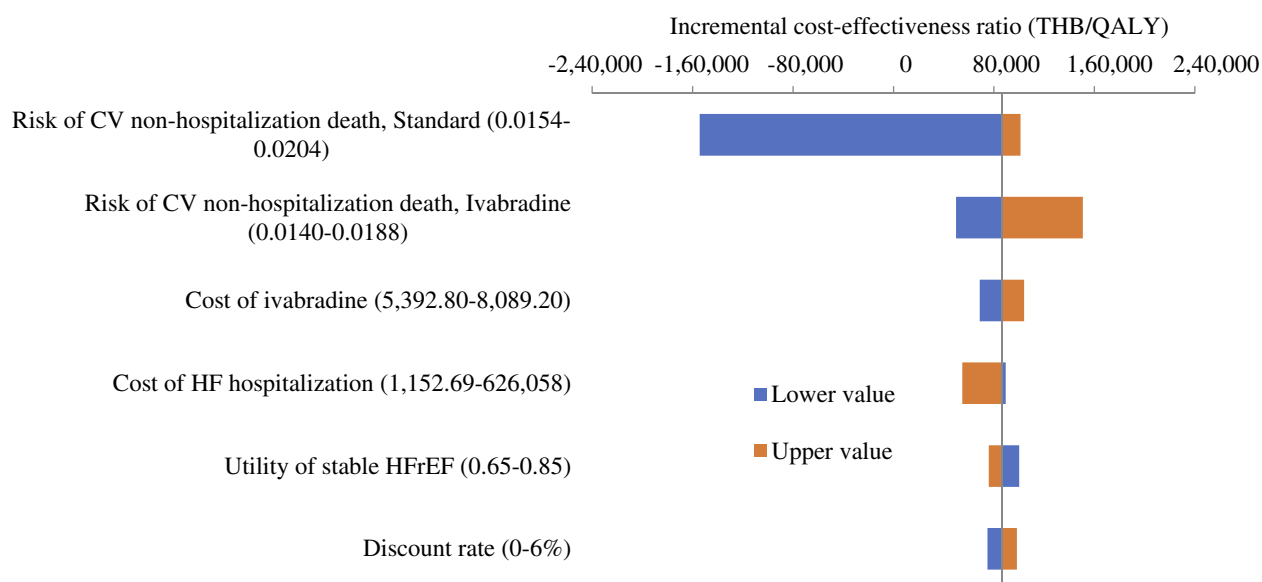 Incremental cost-effectiveness ratio (THB/QALY)
-2,40,000 -1,60,000 -80,000 0 80,000 1,60,000 2,40,000
Risk of CV non-hospitalization death, Standard (0.0154-
0.0204)
Risk of CV non-hospitalization death, Ivabradine
(0.0140-0.0188)
Cost of ivabradine (5,392.80-8,089.20)
Cost of HF hospitalization (1,152.69-626,058)
Lower value
Upper value
Utility of stable HFrEF (0.65-0.85)
Discount rate (0-6%)